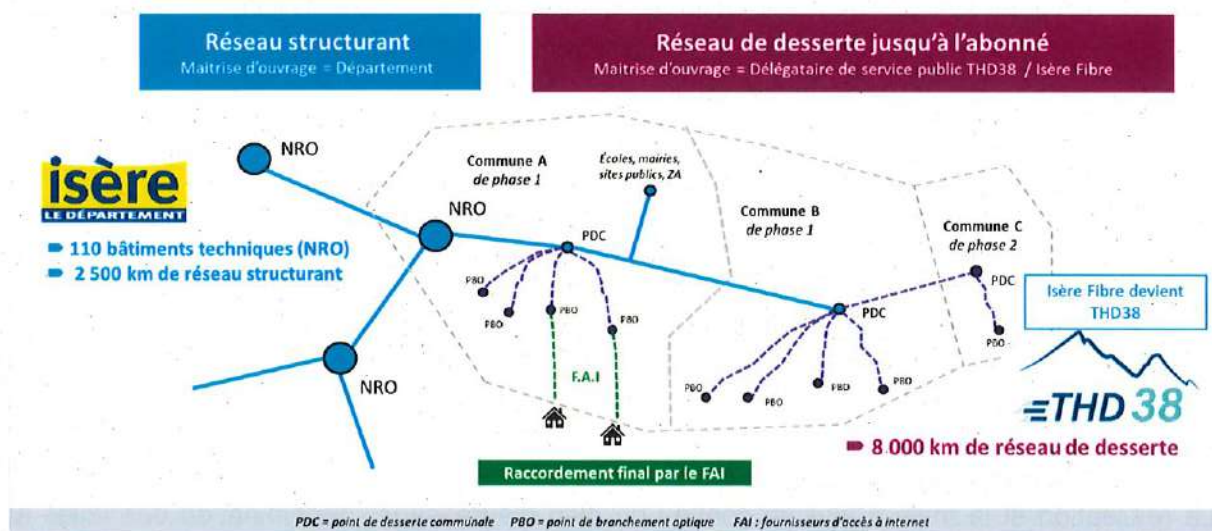 Réseau structurant
Maitrise d'ouvrage = Département
Réseau de desserte jusqu'à l'abonné
Maitrise d'ouvrage = Délégataire de service public THD38 / Isère Fibre
isère
LE DÉPARTEMENT
110 bâtiments techniques (NRO)
2 500 km de réseau structurant
NRO
NRO
NRO
Commune A
de phase 1
Écoles, mairies,
sites publics, ZA
Commune B
de phase 1
Commune C
de phase 2
PDC
PDC
PDC
PBO
PBO
PBO
PBO
PBO
PBO
PBO
PBO
PBO
F.A.I
Isère Fibre devient
THD38
THD 38
8 000 km de réseau de desserte
Raccordement final par le FAI
PDC = point de desserte communale PBO = point de branchement optique FAI : fournisseurs d'accès à internet